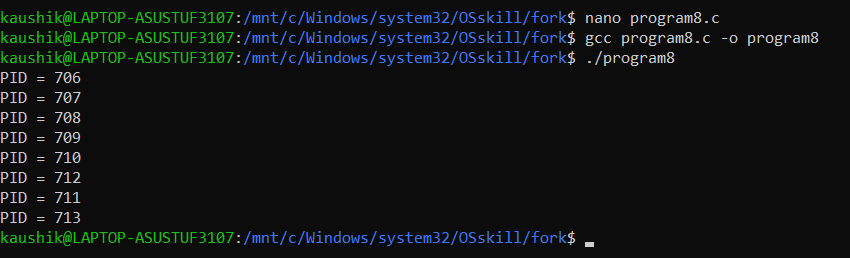 kaushik@LAPTOP-ASUSTUF3107:/mnt/c/Windows/system32/OSskill/fork$ nano program8.c
kaushik@LAPTOP-ASUSTUF3107:/mnt/c/Windows/system32/OSskill/fork$ gcc program8.c -o program8
kaushik@LAPTOP-ASUSTUF3107:/mnt/c/Windows/system32/OSskill/fork$ ./program8
PID = 706
PID = 707
PID = 708
PID = 709
PID = 710
PID = 712
PID = 711
PID = 713
kaushik@LAPTOP-ASUSTUF3107:/mnt/c/Windows/system32/OSskill/fork$